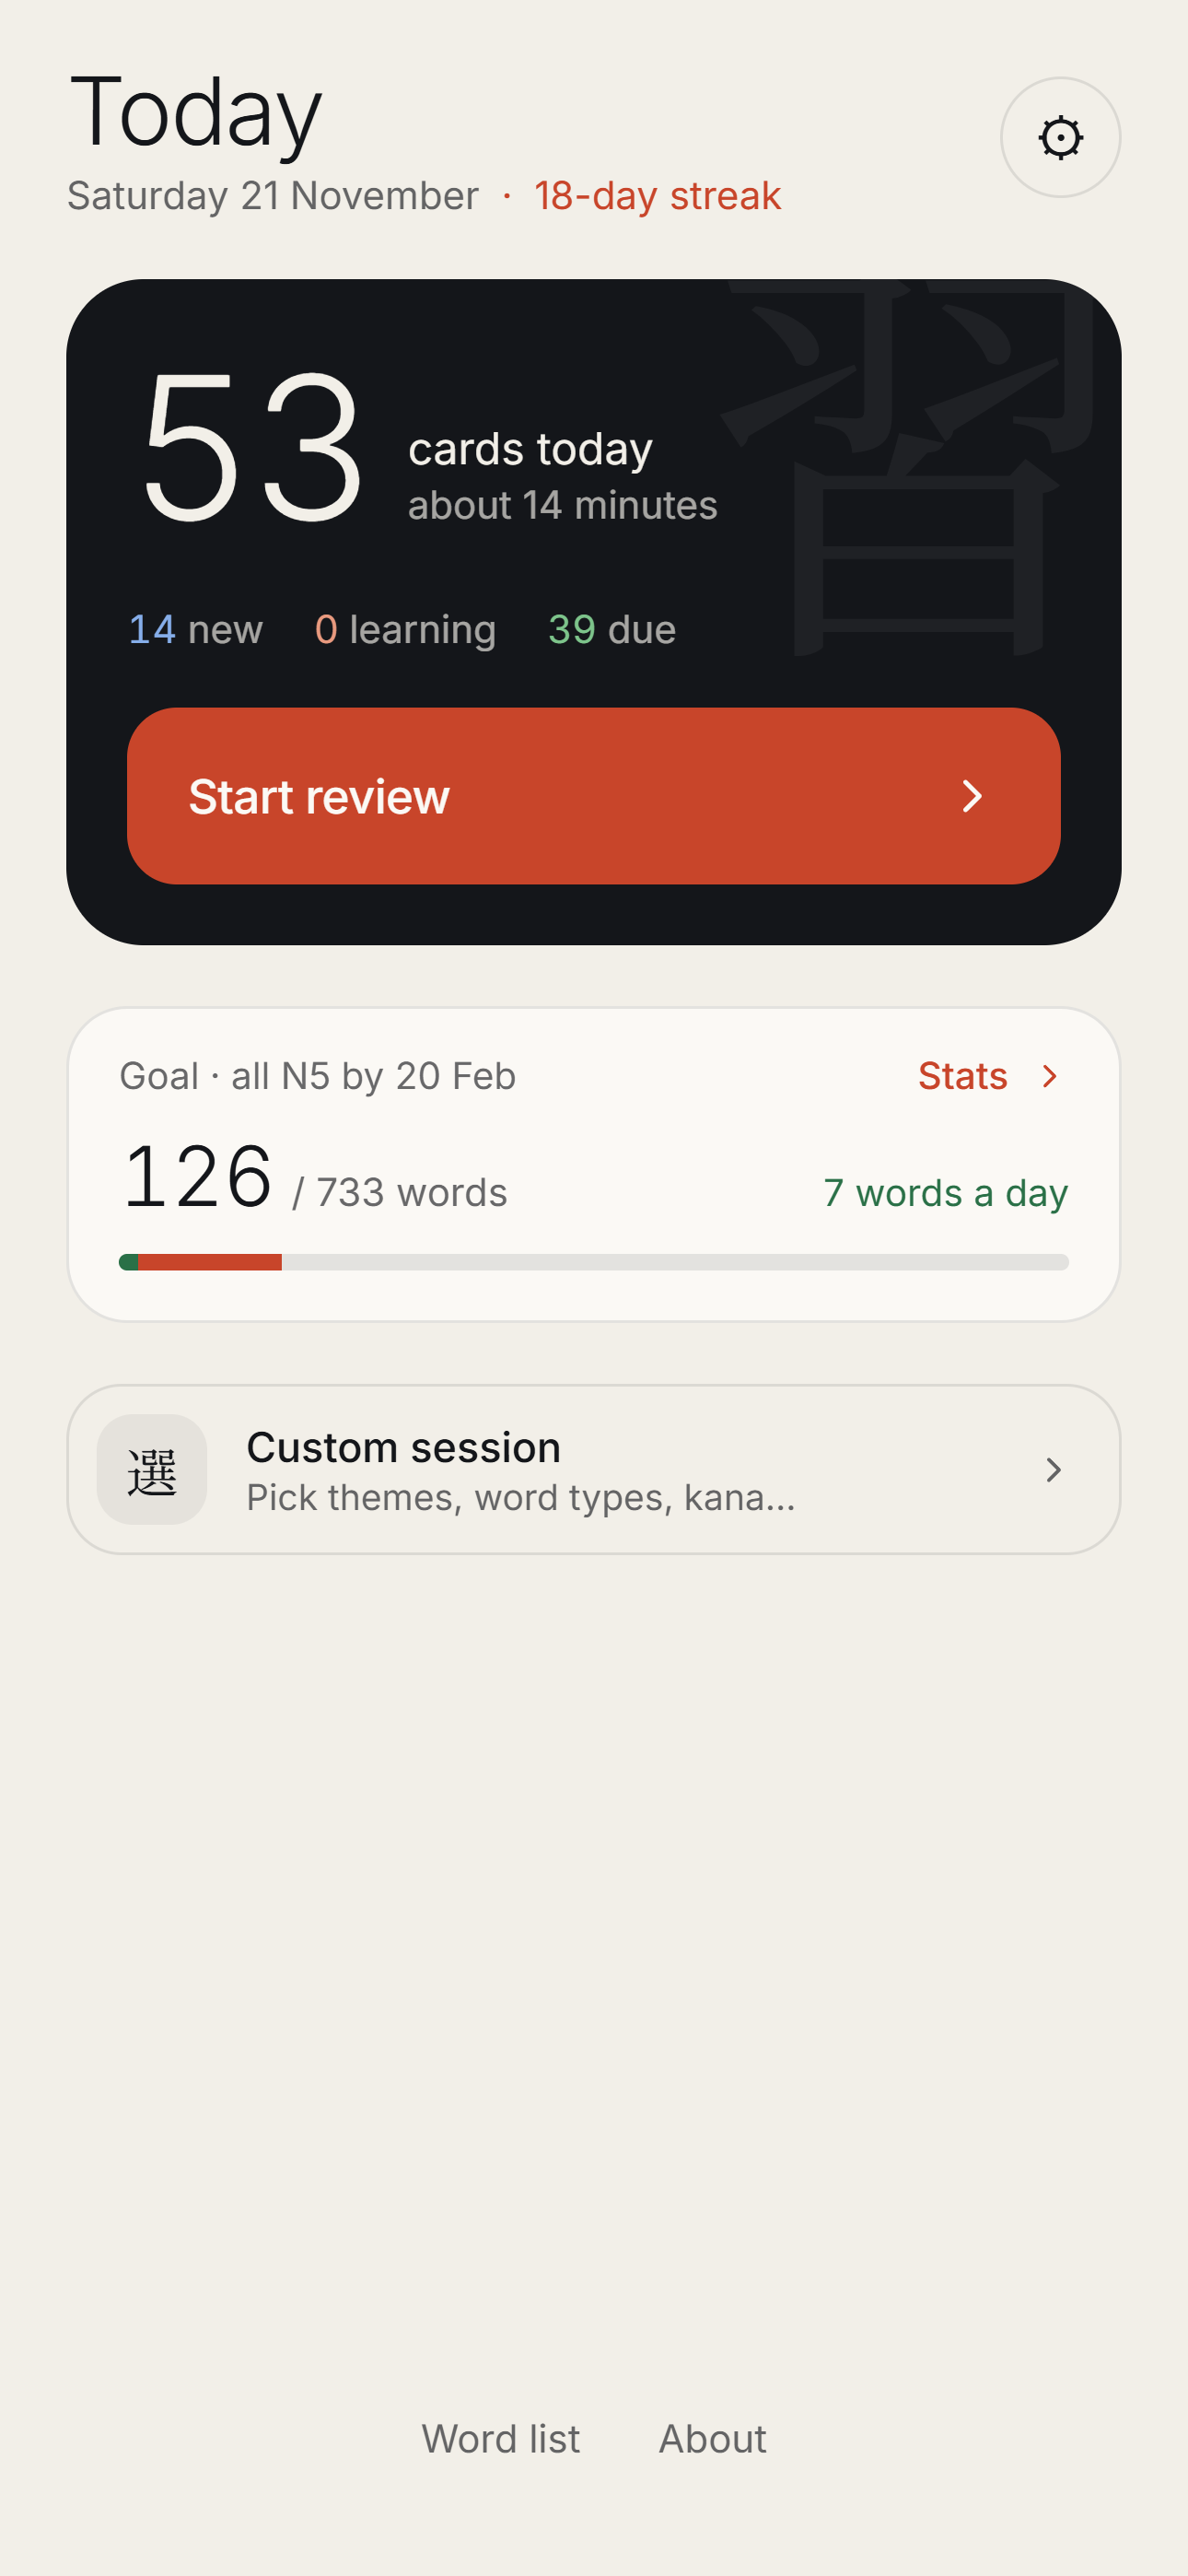 Today
Saturday 21 November · 18-day streak
習
53 cards today
about 14 minutes
14 new 0 learning 39 due
Start review
Goal · all N5 by 20 Feb Stats
126 / 733 words 7 words a day
選 Custom session
Pick themes, word types, kana…
Word list About